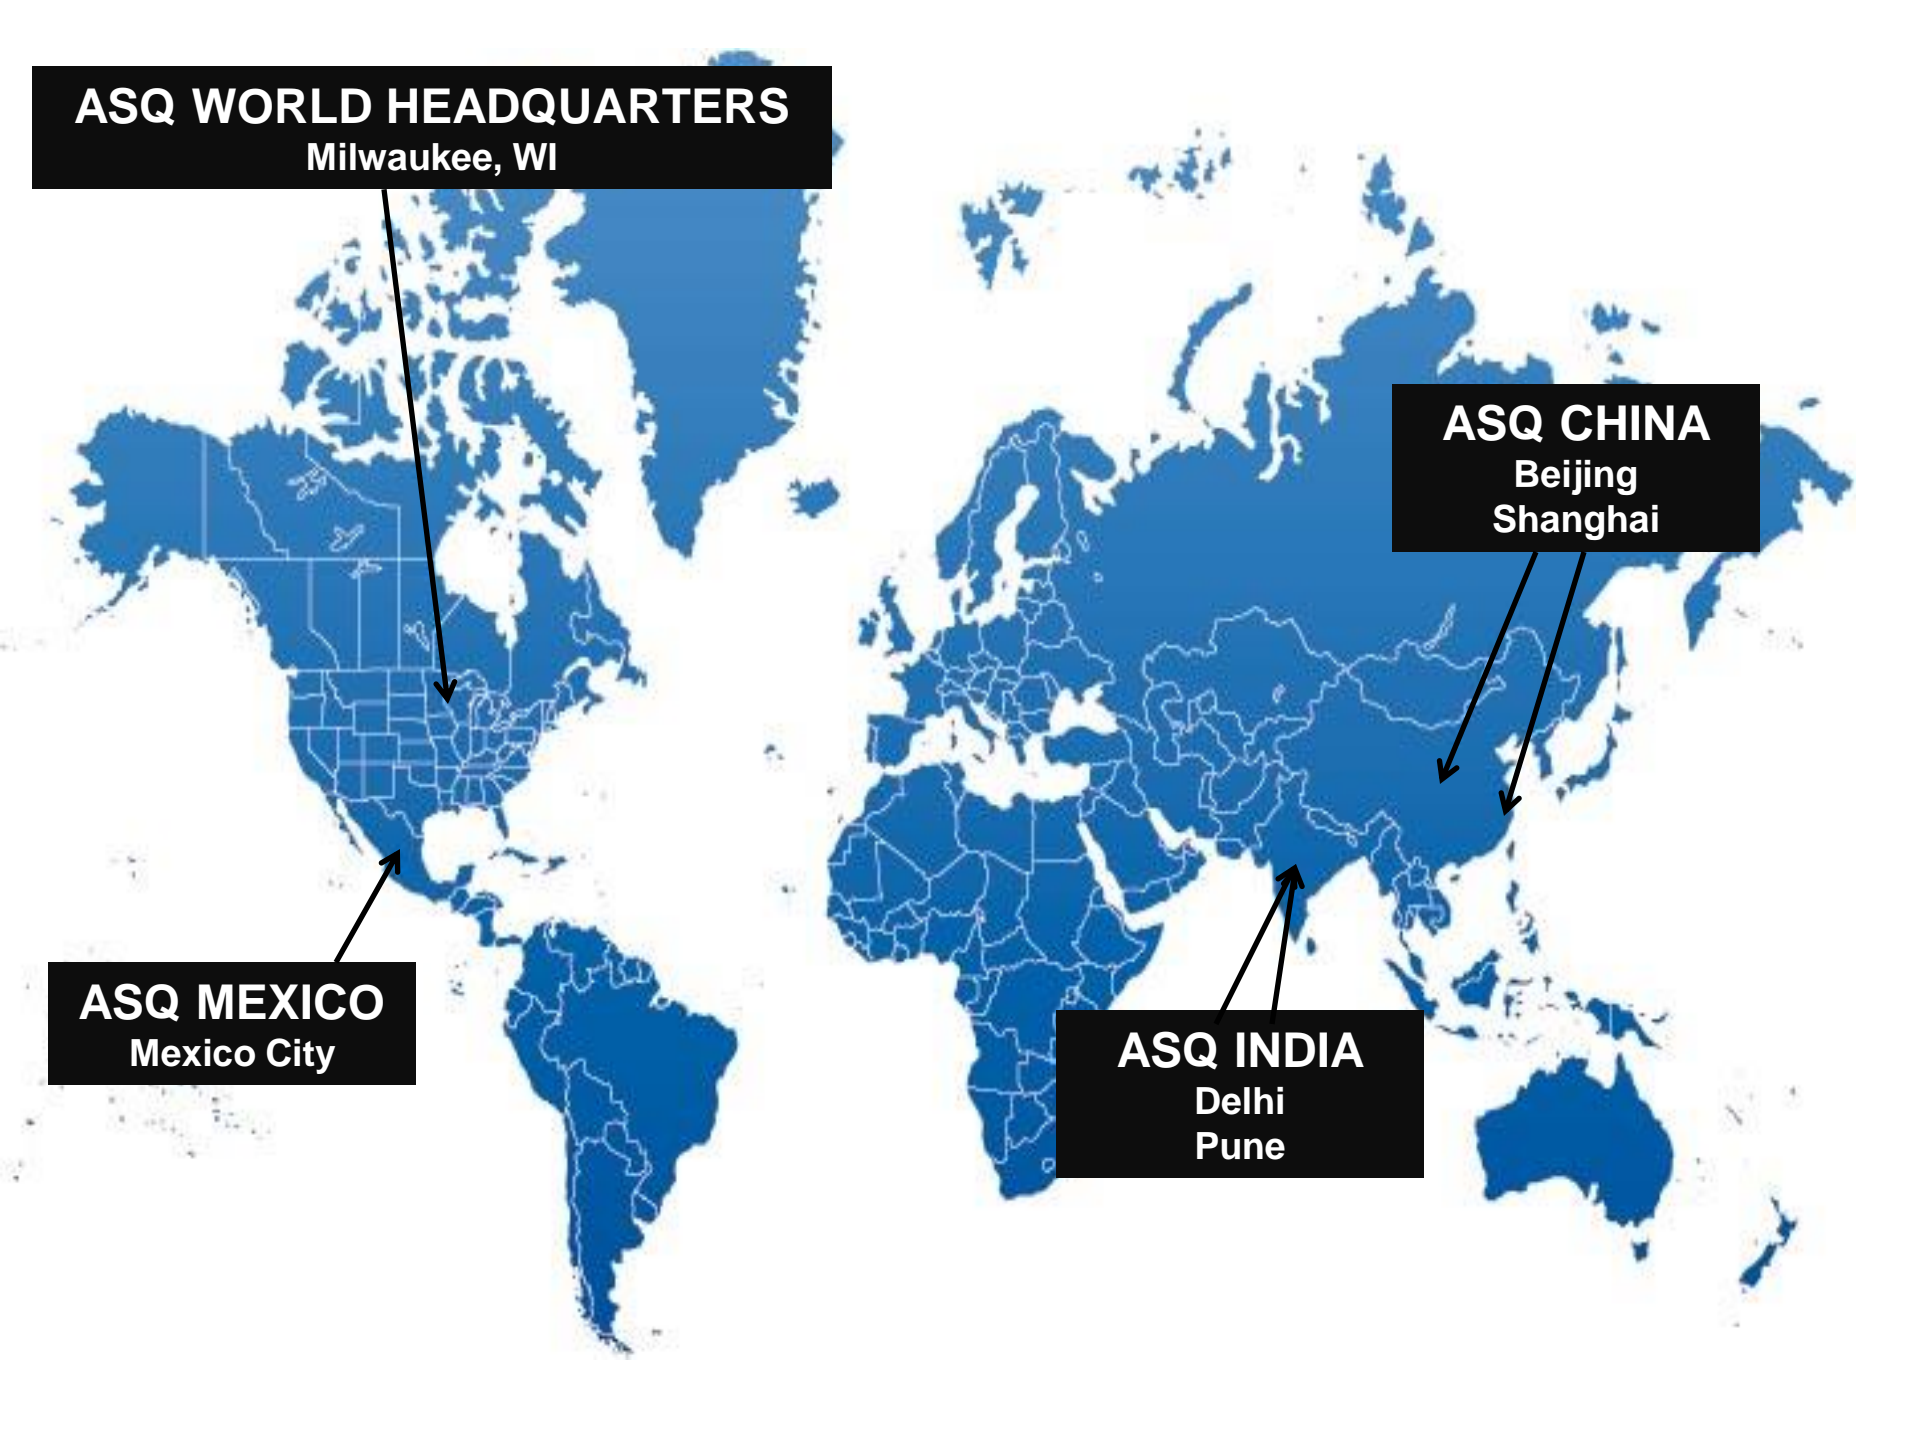 ASQ WORLD HEADQUARTERS
Milwaukee, WI
ASQ CHINA
Beijing
Shanghai
ASQ MEXICO
Mexico City
ASQ INDIA
Delhi
Pune